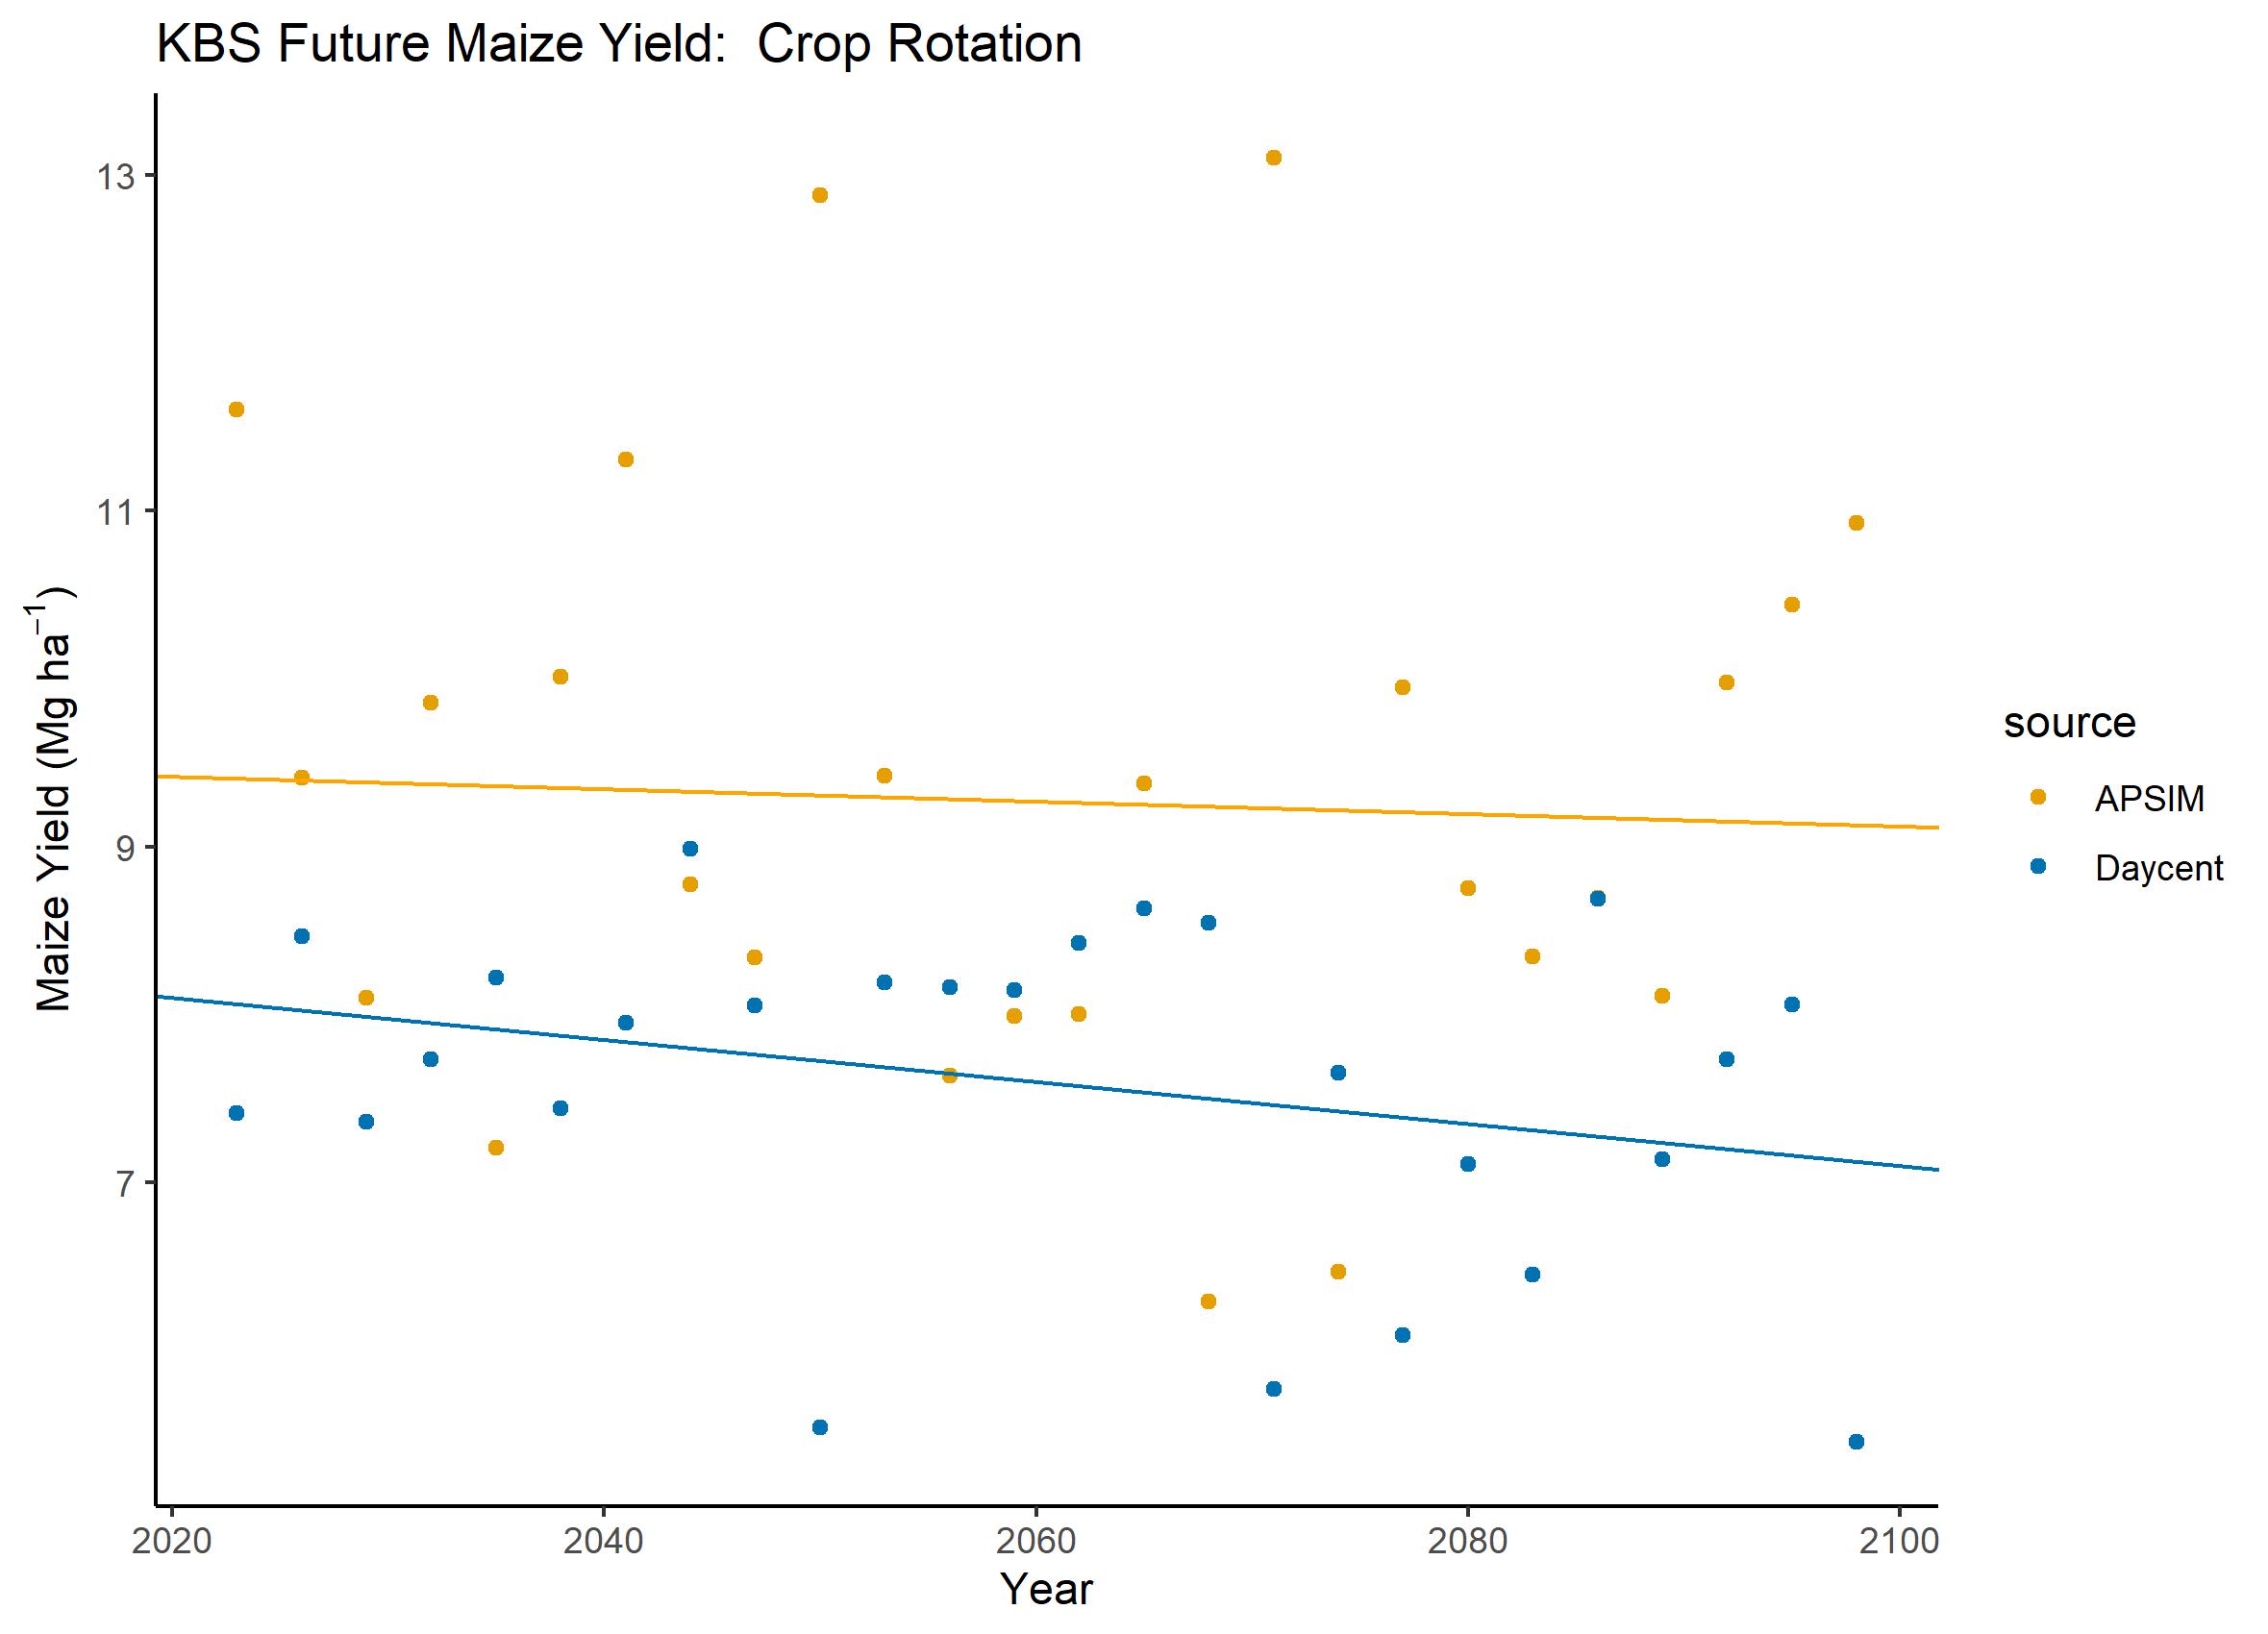 KBS Future Maize Yield:  Crop Rotation
Maize Yield (Mg ha⁻¹)
13
11
9
7
2020 2040 2060 2080 2100
Year
source
APSIM
Daycent